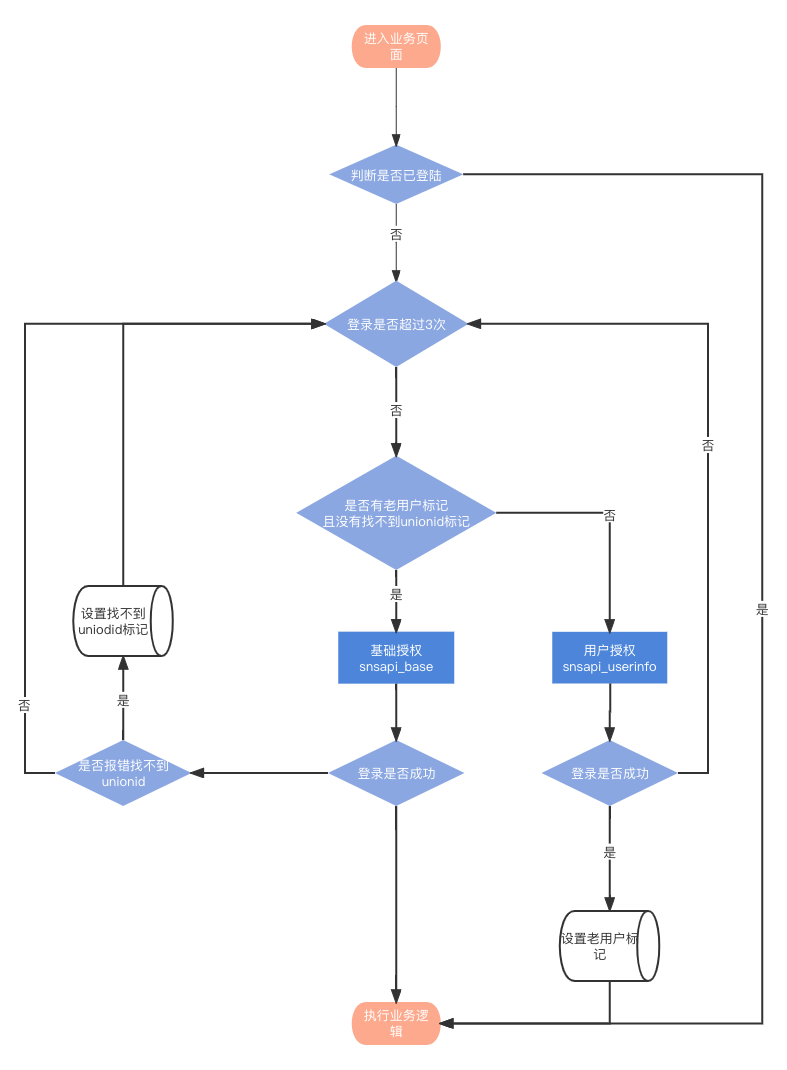 进入业务页
面
判断是否已登陆
否
登录是否超过3次
否
否
是否有老用户标记
且没有找不到unionid标记
否
是
设置找不到
uniodid标记
是
基础授权
snsapi_base
用户授权
snsapi_userinfo
否
是
是否报错找不到
unionid
登录是否成功
登录是否成功
是
设置老用户标
记
执行业务逻
辑